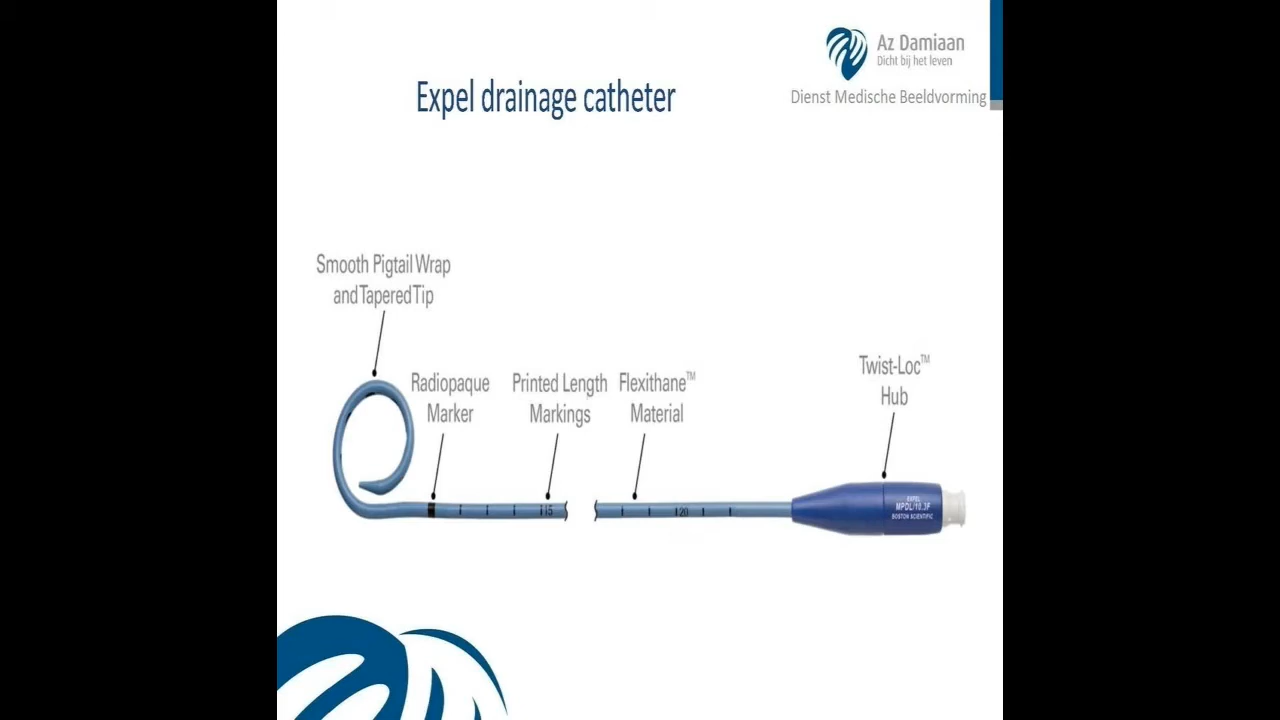 Az Damiaan
Dicht bij het leven
Dienst Medische Beeldvorming
Expel drainage catheter
Smooth Pigtail Wrap
and Tapered Tip
Radiopaque
Marker
Printed Length
Markings
Flexithane™
Material
Twist-Loc™
Hub
15
20
EXPEL
MPDL/10.3F
BOSTON SCIENTIFIC